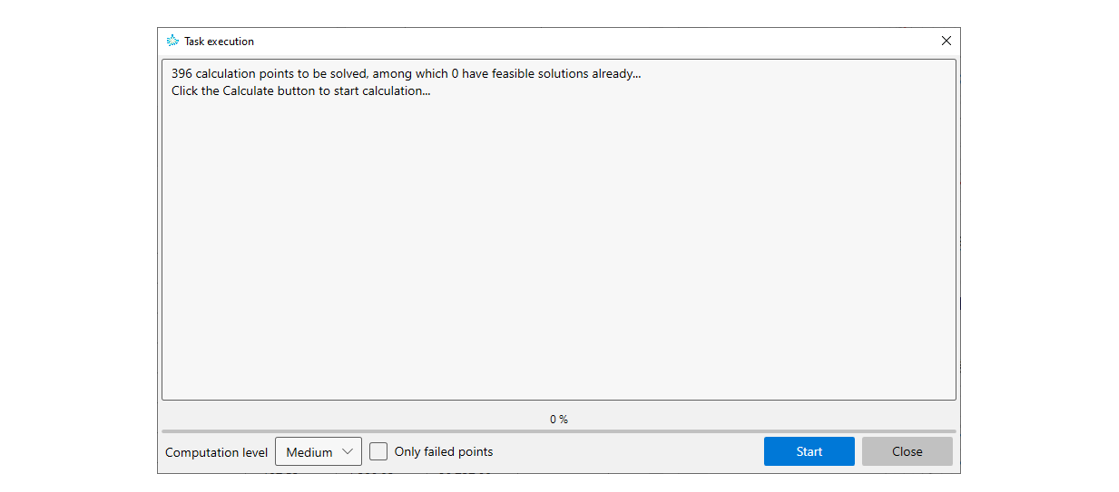 Task execution
396 calculation points to be solved, among which 0 have feasible solutions already...
Click the Calculate button to start calculation...
0 %
Computation level Medium Only failed points Start Close